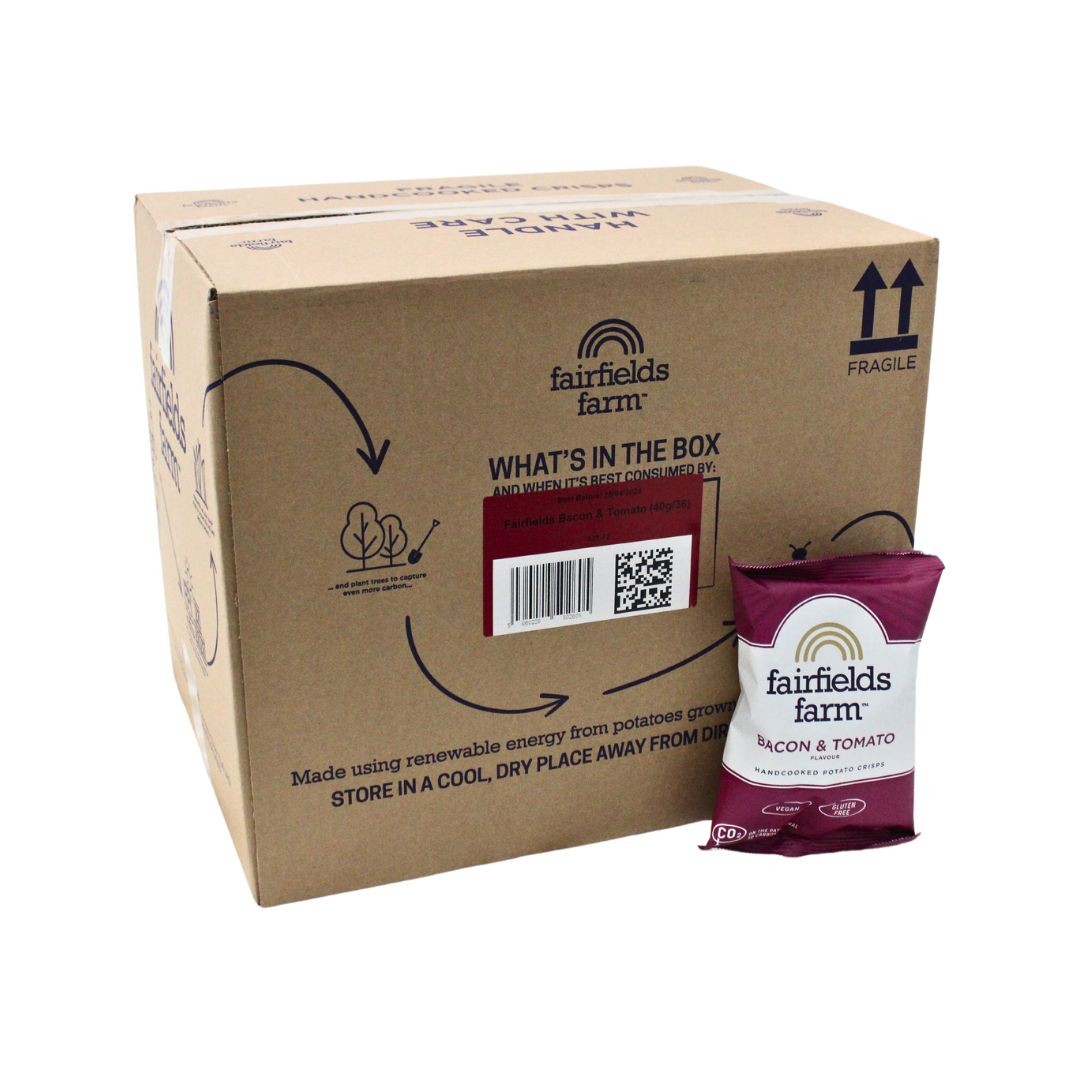 FRAGILE
HANDCOOKED CRISPS
HANDLE
WITH CARE
fairfields
farm
FRAGILE
fairfields
farm™
WHAT'S IN THE BOX
AND WHEN IT'S BEST CONSUMED BY:
Fairfields Bacon & Tomato (40g/36)
... and plant trees to capture
even more carbon...
Made using renewable energy from potatoes grown
STORE IN A COOL, DRY PLACE AWAY FROM DIR
fairfields
farm
fairfields
farm™
BACON & TOMATO
FLAVOUR
HANDCOOKED POTATO CRISPS
VEGAN
GLUTEN
FREE
CO2